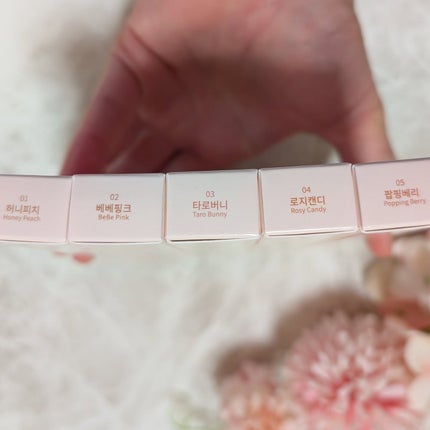 01
허니피치
Honey Peach
02
베베핑크
BeBe Pink
03
타로버니
Taro Bunny
04
로지캔디
Rosy Candy
05
팝핑베리
Popping Berry